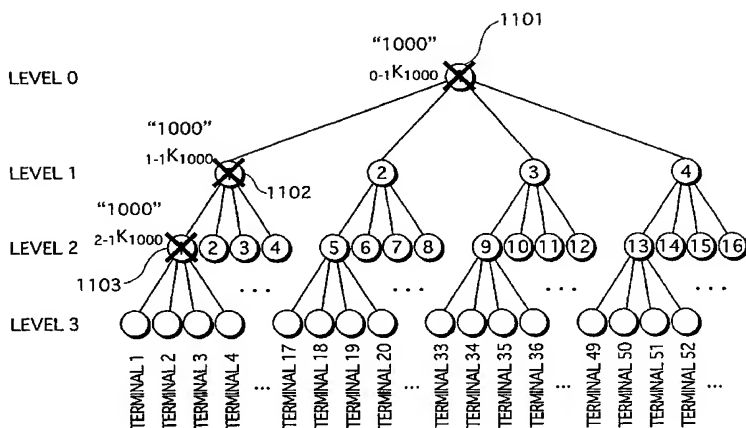 1101
"1000"
LEVEL 0
0-1K1000
"1000"
1-1K1000
LEVEL 1
2
3
4
1102
"1000"
2-1K1000
LEVEL 2
2 3 4 5 6 7 8 9 10 11 12 13 14 15 16
1103
... ... ... ...
LEVEL 3
TERMINAL 1
TERMINAL 2
TERMINAL 3
TERMINAL 4
...
TERMINAL 17
TERMINAL 18
TERMINAL 19
TERMINAL 20
...
TERMINAL 33
TERMINAL 34
TERMINAL 35
TERMINAL 36
...
TERMINAL 49
TERMINAL 50
TERMINAL 51
TERMINAL 52
...